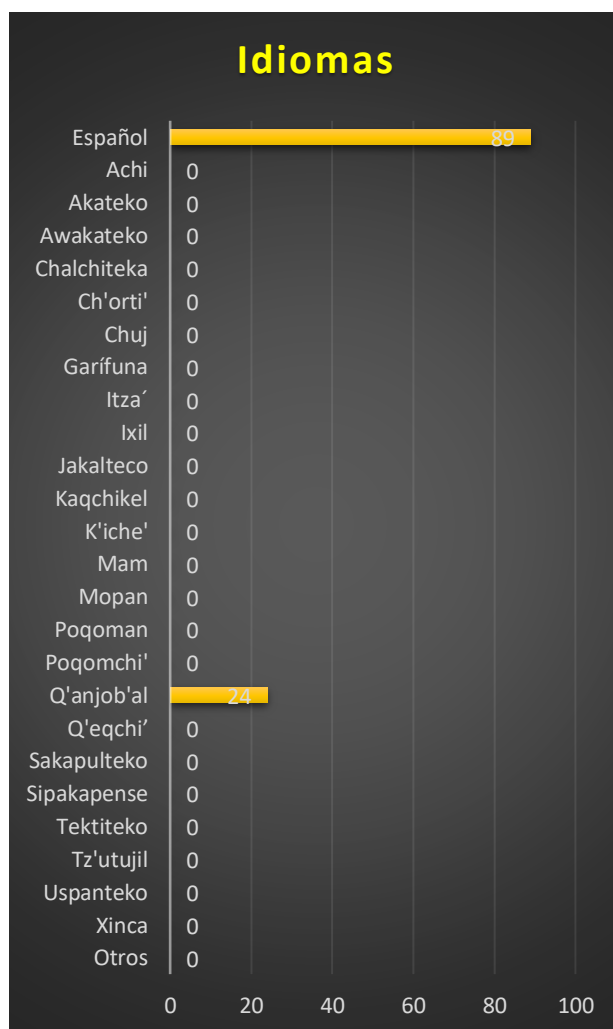 Idiomas
Español 89
Achi 0
Akateko 0
Awakateko 0
Chalchiteka 0
Ch'orti' 0
Chuj 0
Garífuna 0
Itza´ 0
Ixil 0
Jakalteco 0
Kaqchikel 0
K'iche' 0
Mam 0
Mopan 0
Poqoman 0
Poqomchi' 0
Q'anjob'al 24
Q'eqchi’ 0
Sakapulteko 0
Sipakapense 0
Tektiteko 0
Tz'utujil 0
Uspanteko 0
Xinca 0
Otros 0
0 20 40 60 80 100